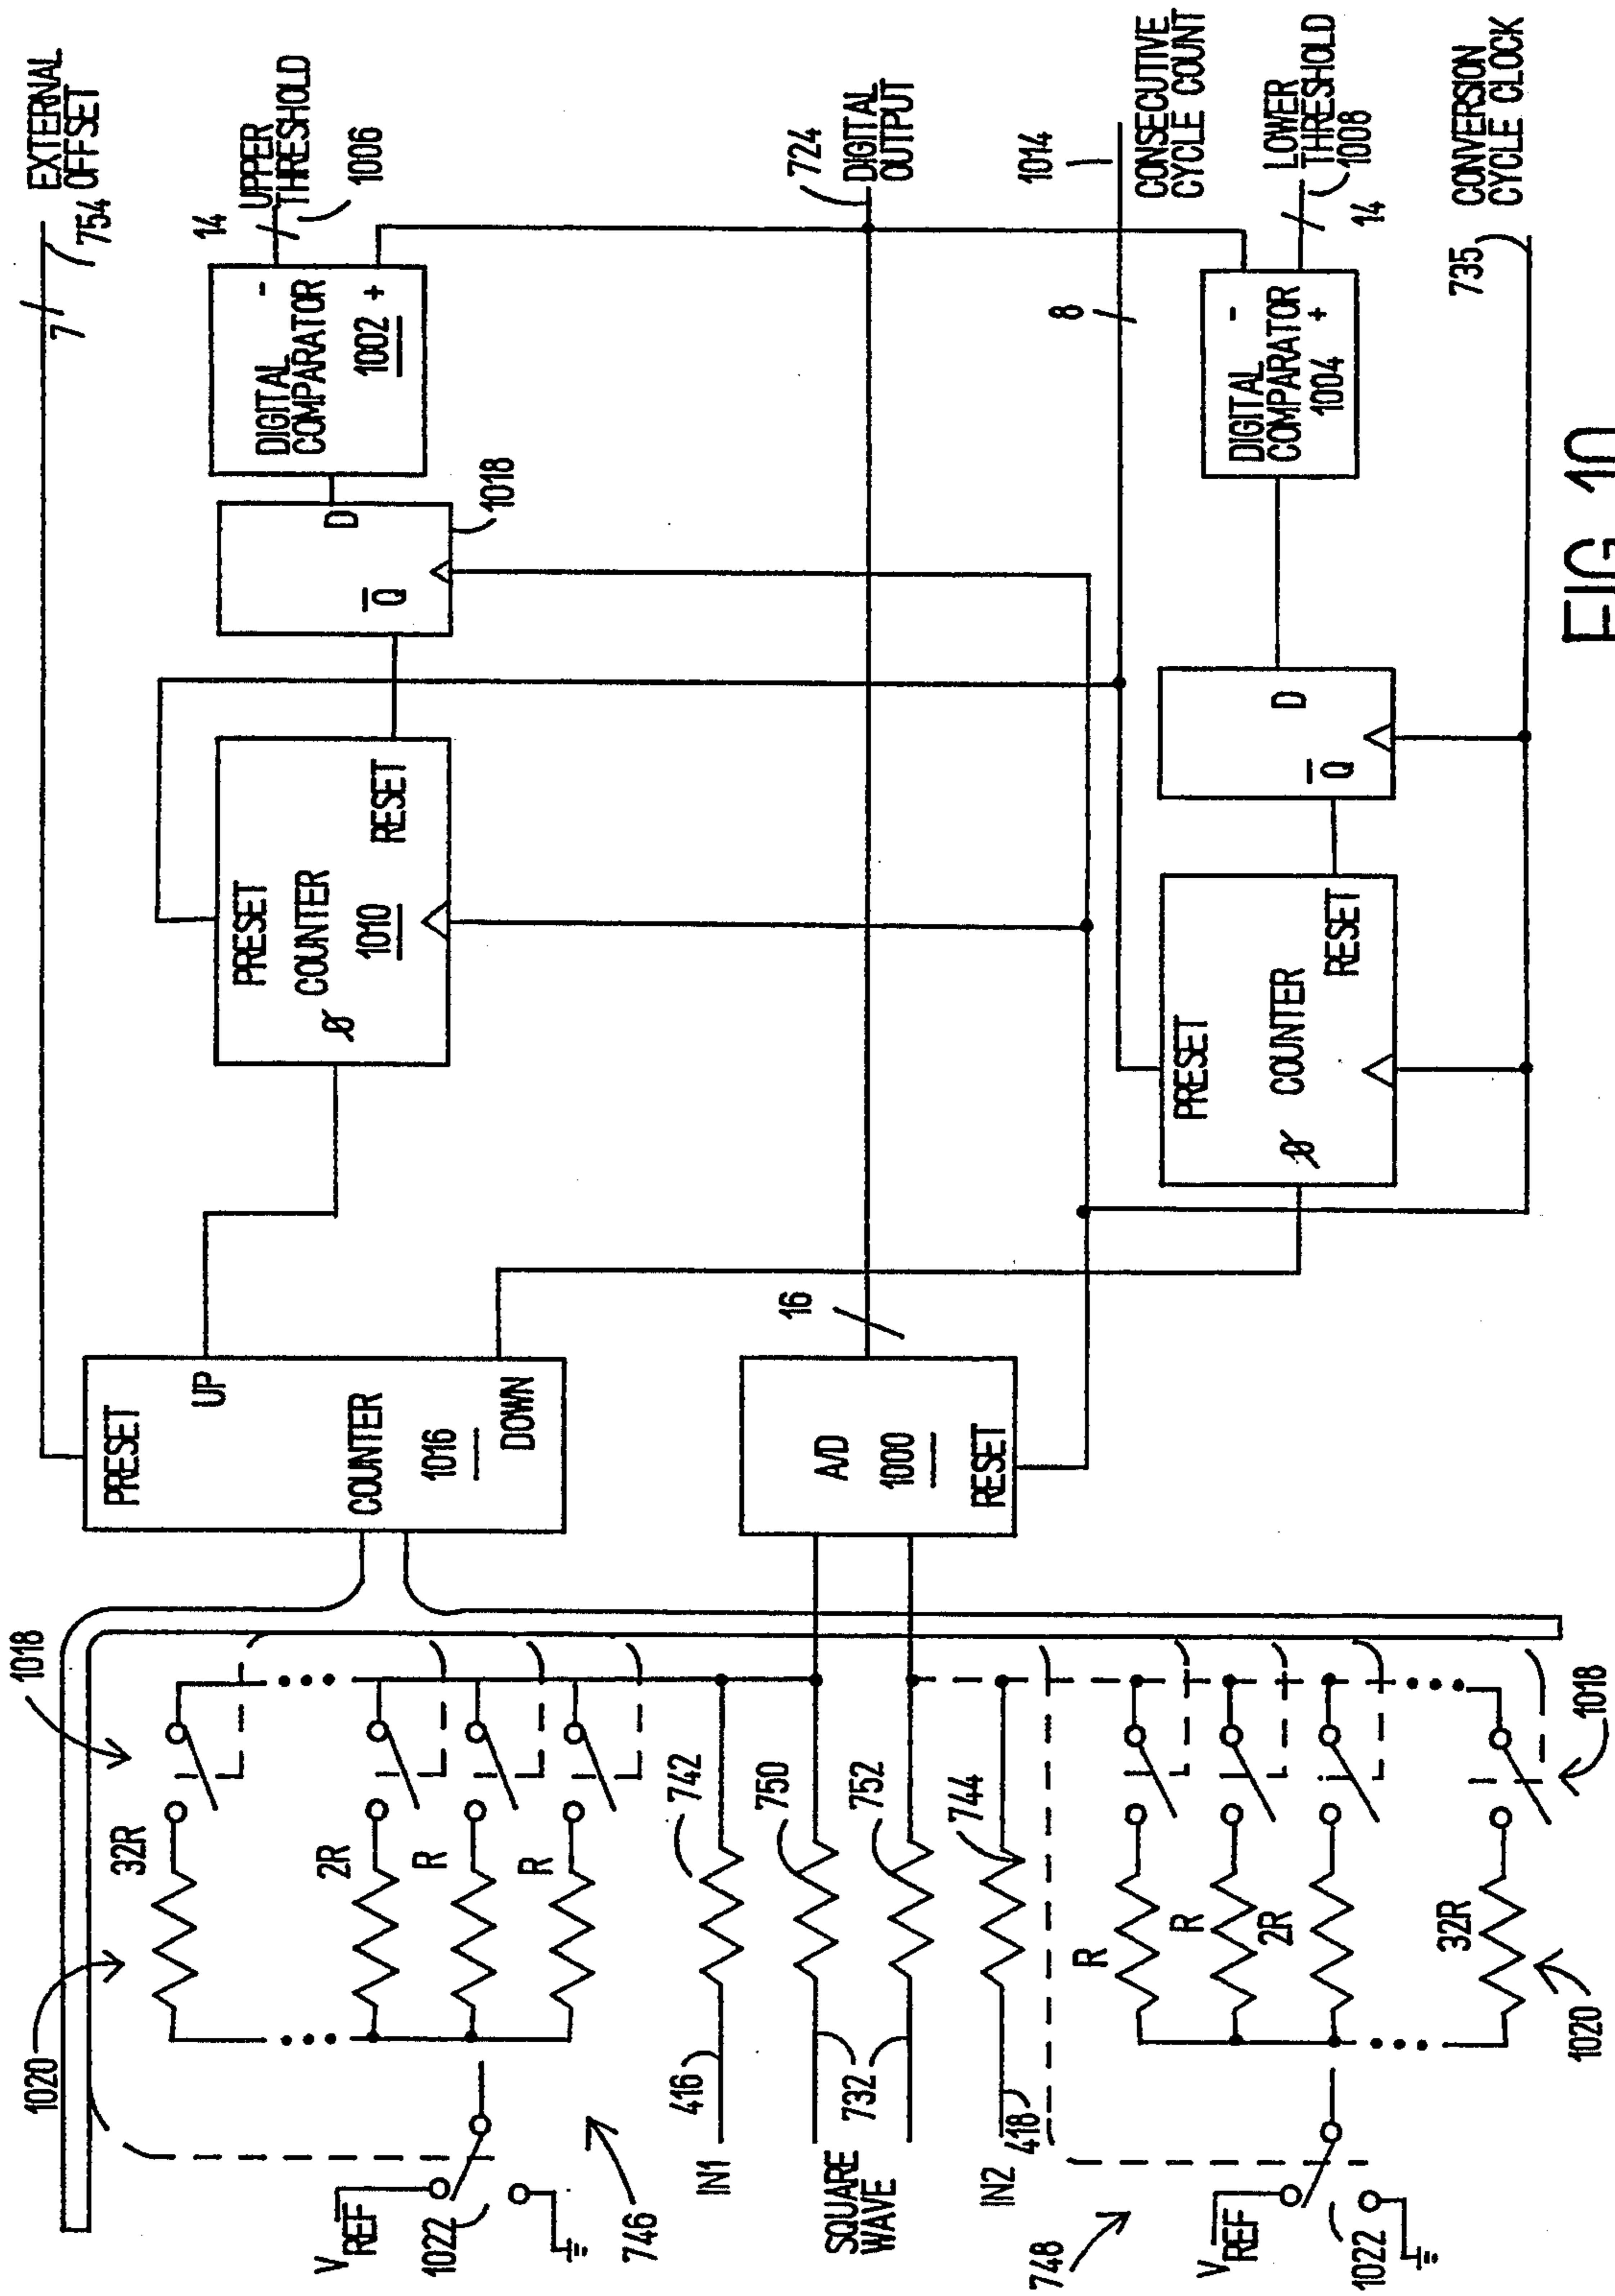 EXTERNAL
OFFSET
7
754
PRESET
UP
COUNTER
1016
DOWN
PRESET
COUNTER
1010
Ø
RESET
D
Q
1018
DIGITAL
COMPARATOR
1002
-
+
14
UPPER
THRESHOLD
1006
1018
1020
32R
2R
R
R
VREF
1022
746
IN1
416
742
SQUARE
WAVE
732
750
752
IN2
418
744
A/D
1000
RESET
16
724
DIGITAL
OUTPUT
1014
CONSECUTIVE
CYCLE COUNT
8
748
VREF
1022
R
R
2R
32R
1018
1020
PRESET
COUNTER
Ø
RESET
D
Q
DIGITAL
COMPARATOR
1004
-
+
LOWER
THRESHOLD
1008
14
735
CONVERSION
CYCLE CLOCK
FIG 10